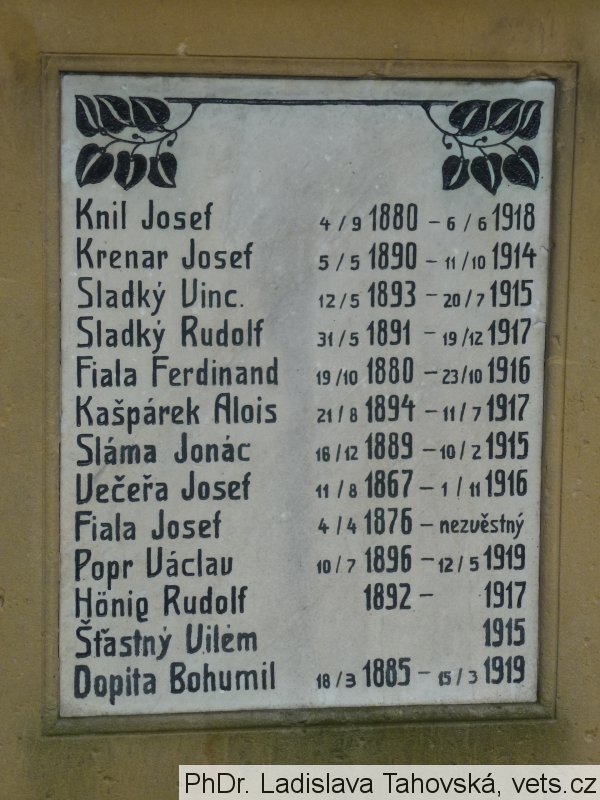 Knil Josef 4/9 1880 – 6/6 1918
Krenar Josef 5/5 1890 – 11/10 1914
Sladký Vinc. 12/5 1893 – 20/7 1915
Sladký Rudolf 31/5 1891 – 19/12 1917
Fiala Ferdinand 19/10 1880 – 23/10 1916
Kašpárek Alois 21/8 1894 – 11/7 1917
Sláma Jonác 16/12 1889 – 10/2 1915
Večeřa Josef 11/8 1867 – 1/11 1916
Fiala Josef 4/4 1876 – nezvěstný
Popr Václav 10/7 1896 – 12/5 1919
Hönig Rudolf 1892 – 1917
Šťastný Vilém 1915
Dopita Bohumil 18/3 1885 – 15/3 1919
PhDr. Ladislava Tahovská, vets.cz